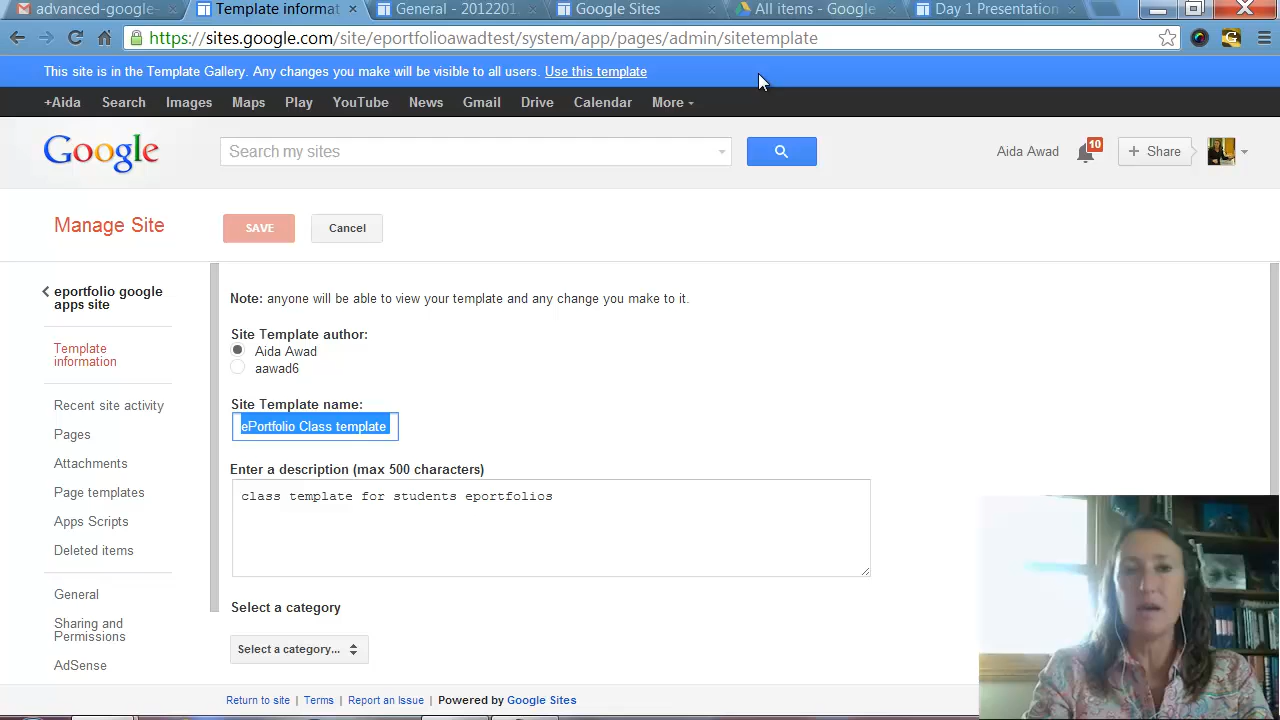 advanced-google-
Template informat
General - 2012201
Google Sites
All items - Google
Day 1 Presentation
https://sites.google.com/site/eportfolioawadtest/system/app/pages/admin/sitetemplate
This site is in the Template Gallery. Any changes you make will be visible to all users. Use this template
+Aida Search Images Maps Play YouTube News Gmail Drive Calendar More
Google
Search my sites
Aida Awad
10
+ Share
Manage Site
SAVE
Cancel
eportfolio google
apps site
Template
information
Recent site activity
Pages
Attachments
Page templates
Apps Scripts
Deleted items
General
Sharing and
Permissions
AdSense
Note: anyone will be able to view your template and any change you make to it.
Site Template author:
Aida Awad
aawad6
Site Template name:
ePortfolio Class template
Enter a description (max 500 characters)
class template for students eportfolios
Select a category
Select a category...
Return to site | Terms | Report an Issue | Powered by Google Sites